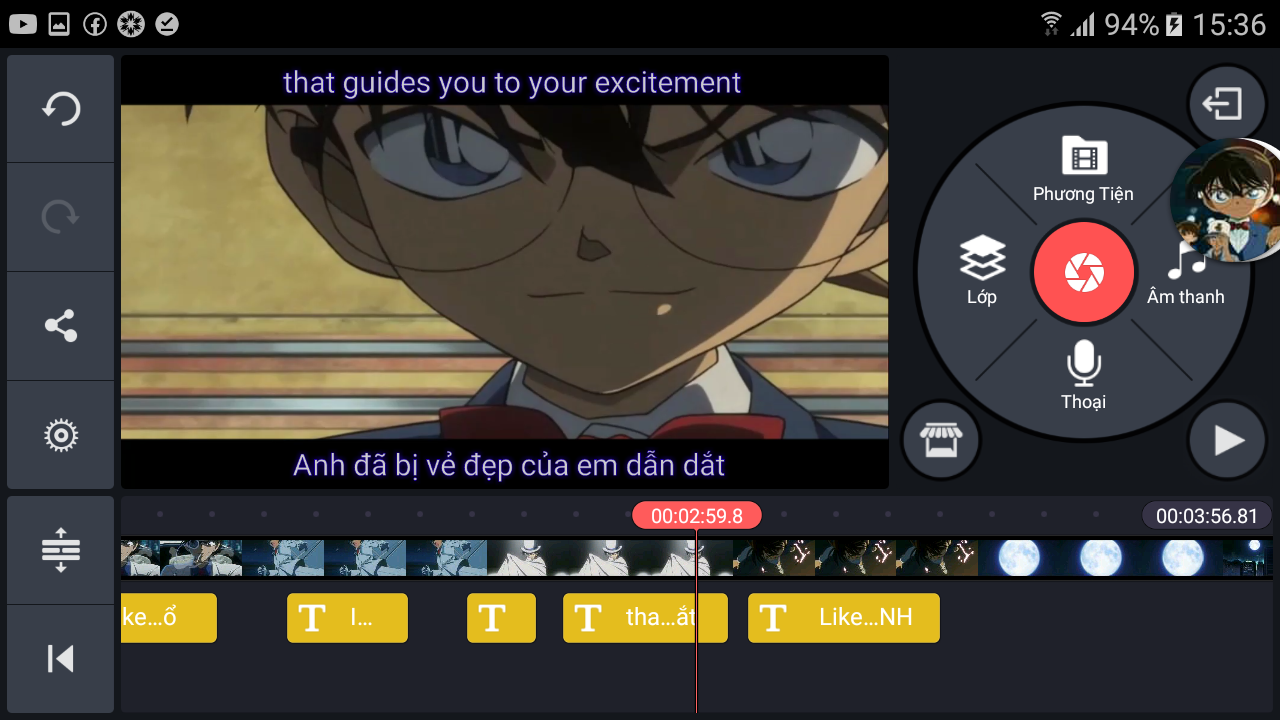 94% 15:36
that guides you to your excitement
Anh đã bị vẻ đẹp của em dẫn dắt
Phương Tiện
Lớp
Âm thanh
Thoại
00:02:59.8
00:03:56.81
ke...ổ
T I...
T
T tha...ắt
T Like...NH